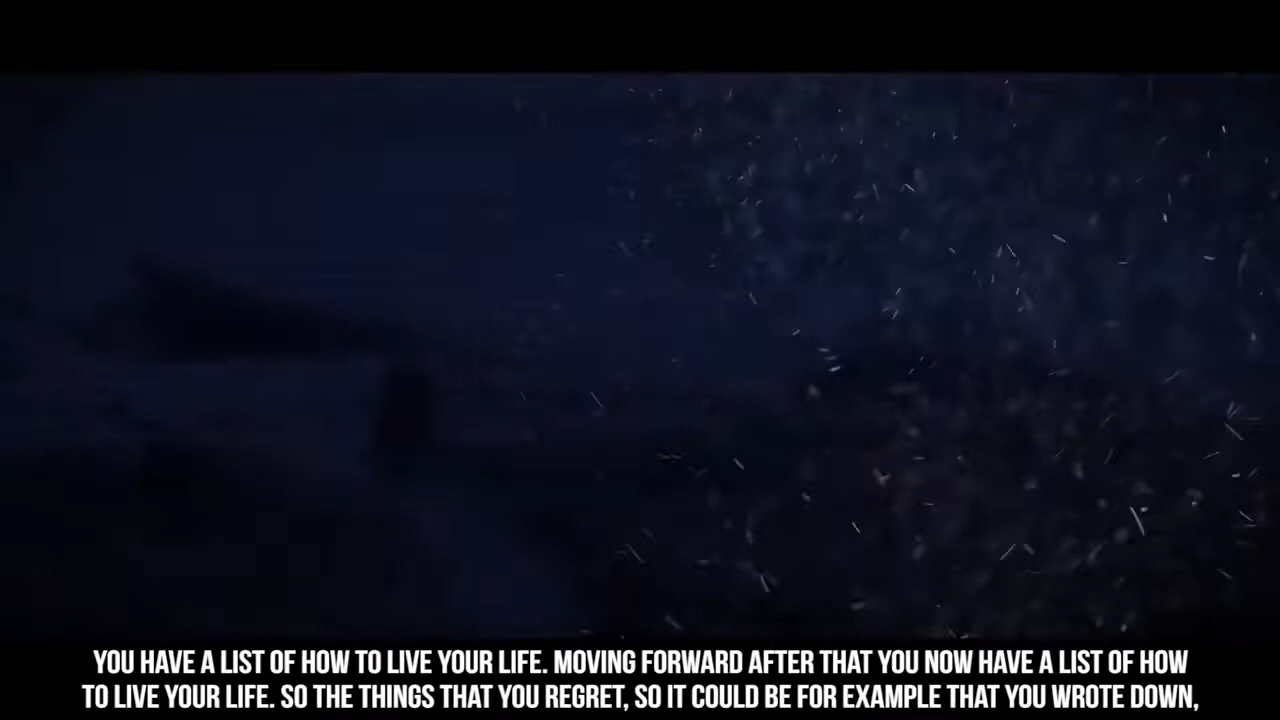 YOU HAVE A LIST OF HOW TO LIVE YOUR LIFE. MOVING FORWARD AFTER THAT YOU NOW HAVE A LIST OF HOW
TO LIVE YOUR LIFE. SO THE THINGS THAT YOU REGRET, SO IT COULD BE FOR EXAMPLE THAT YOU WROTE DOWN,